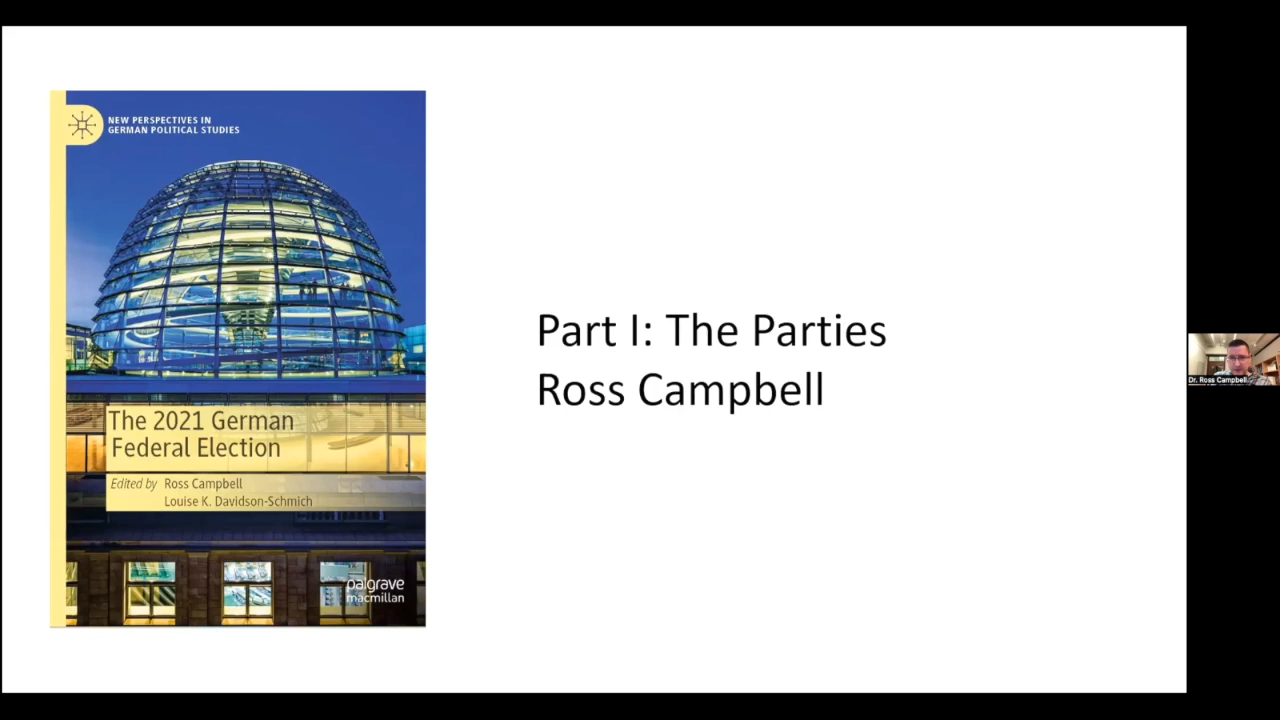 NEW PERSPECTIVES IN
GERMAN POLITICAL STUDIES
The 2021 German
Federal Election
Edited by Ross Campbell
Louise K. Davidson-Schmich
palgrave
macmillan
Part I: The Parties
Ross Campbell
Dr. Ross Campbell